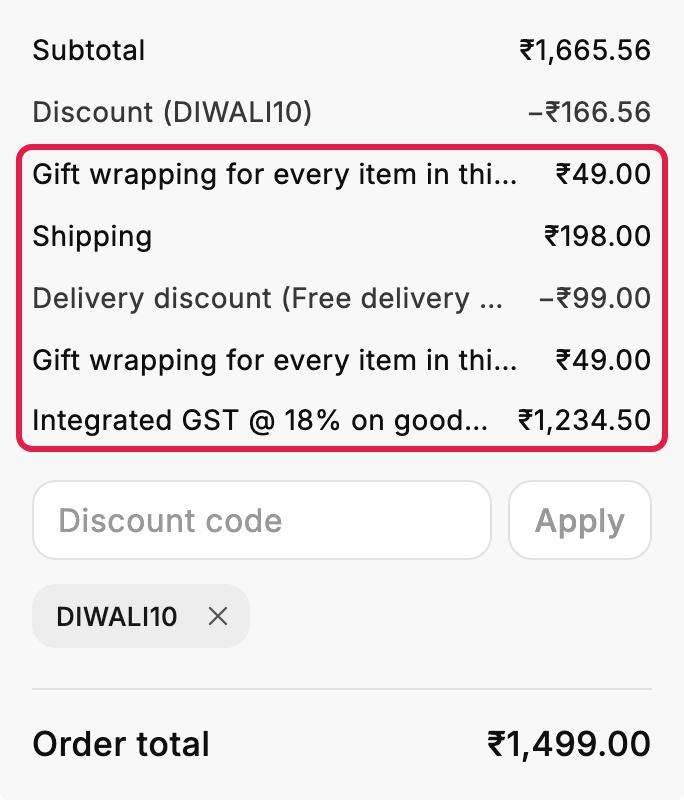 Subtotal ₹1,665.56
Discount (DIWALI10) −₹166.56
Gift wrapping for every item in thi... ₹49.00
Shipping ₹198.00
Delivery discount (Free delivery ... −₹99.00
Gift wrapping for every item in thi... ₹49.00
Integrated GST @ 18% on good... ₹1,234.50
Discount code Apply
DIWALI10
Order total ₹1,499.00